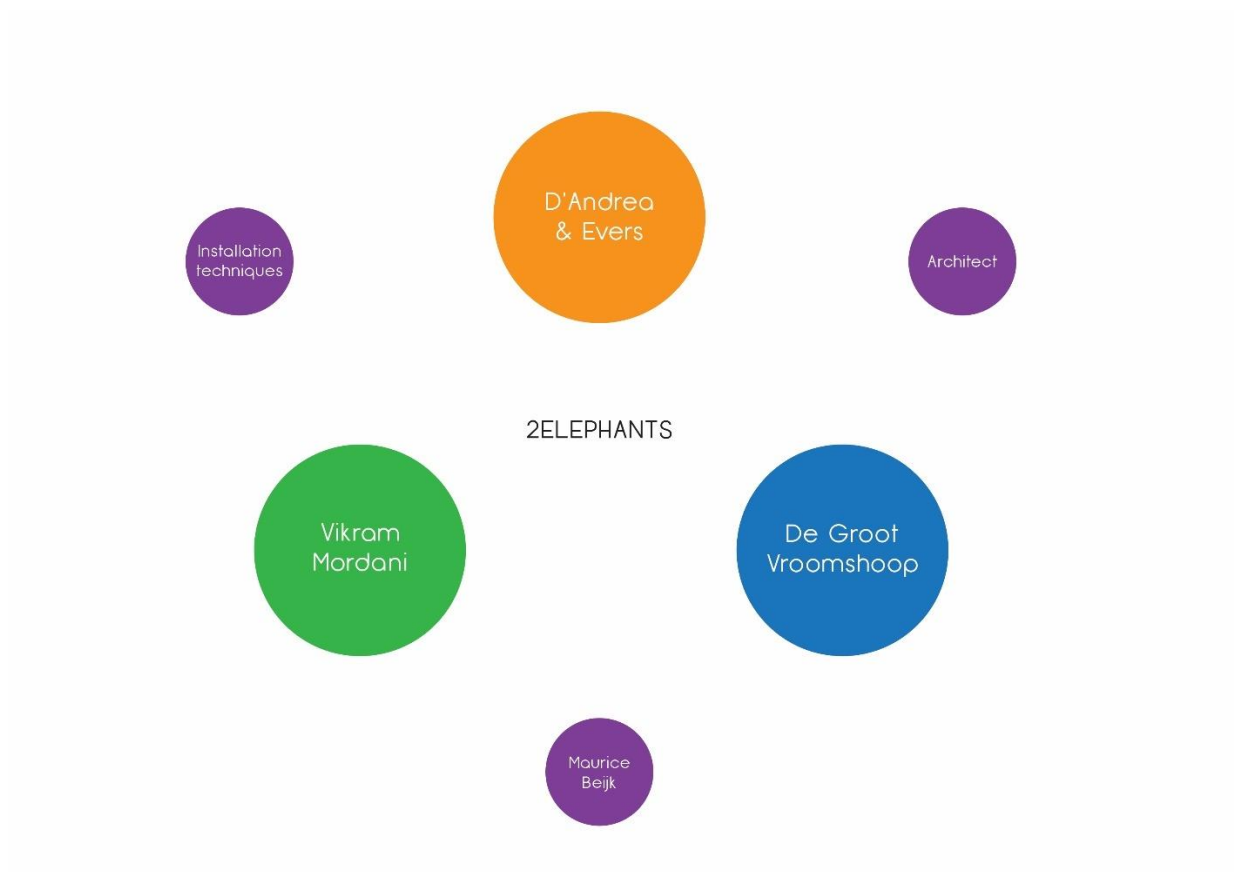 D'Andrea
& Evers
Installation
techniques
Architect
2ELEPHANTS
Vikram
Mordani
De Groot
Vroomshoop
Maurice
Beijk